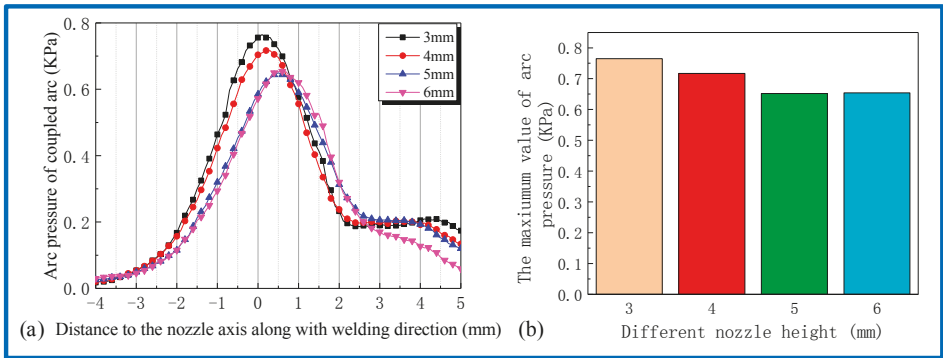 Arc pressure of coupled arc (KPa)
0.8
0.6
0.4
0.2
0.0
3mm
4mm
5mm
6mm
-4 -3 -2 -1 0 1 2 3 4 5
(a) Distance to the nozzle axis along with welding direction (mm)
The maxiumum value of arc
pressure (KPa)
0.8
0.7
0.6
0.5
0.4
0.3
0.2
0.1
0.0
3 4 5 6
(b) Different nozzle height (mm)